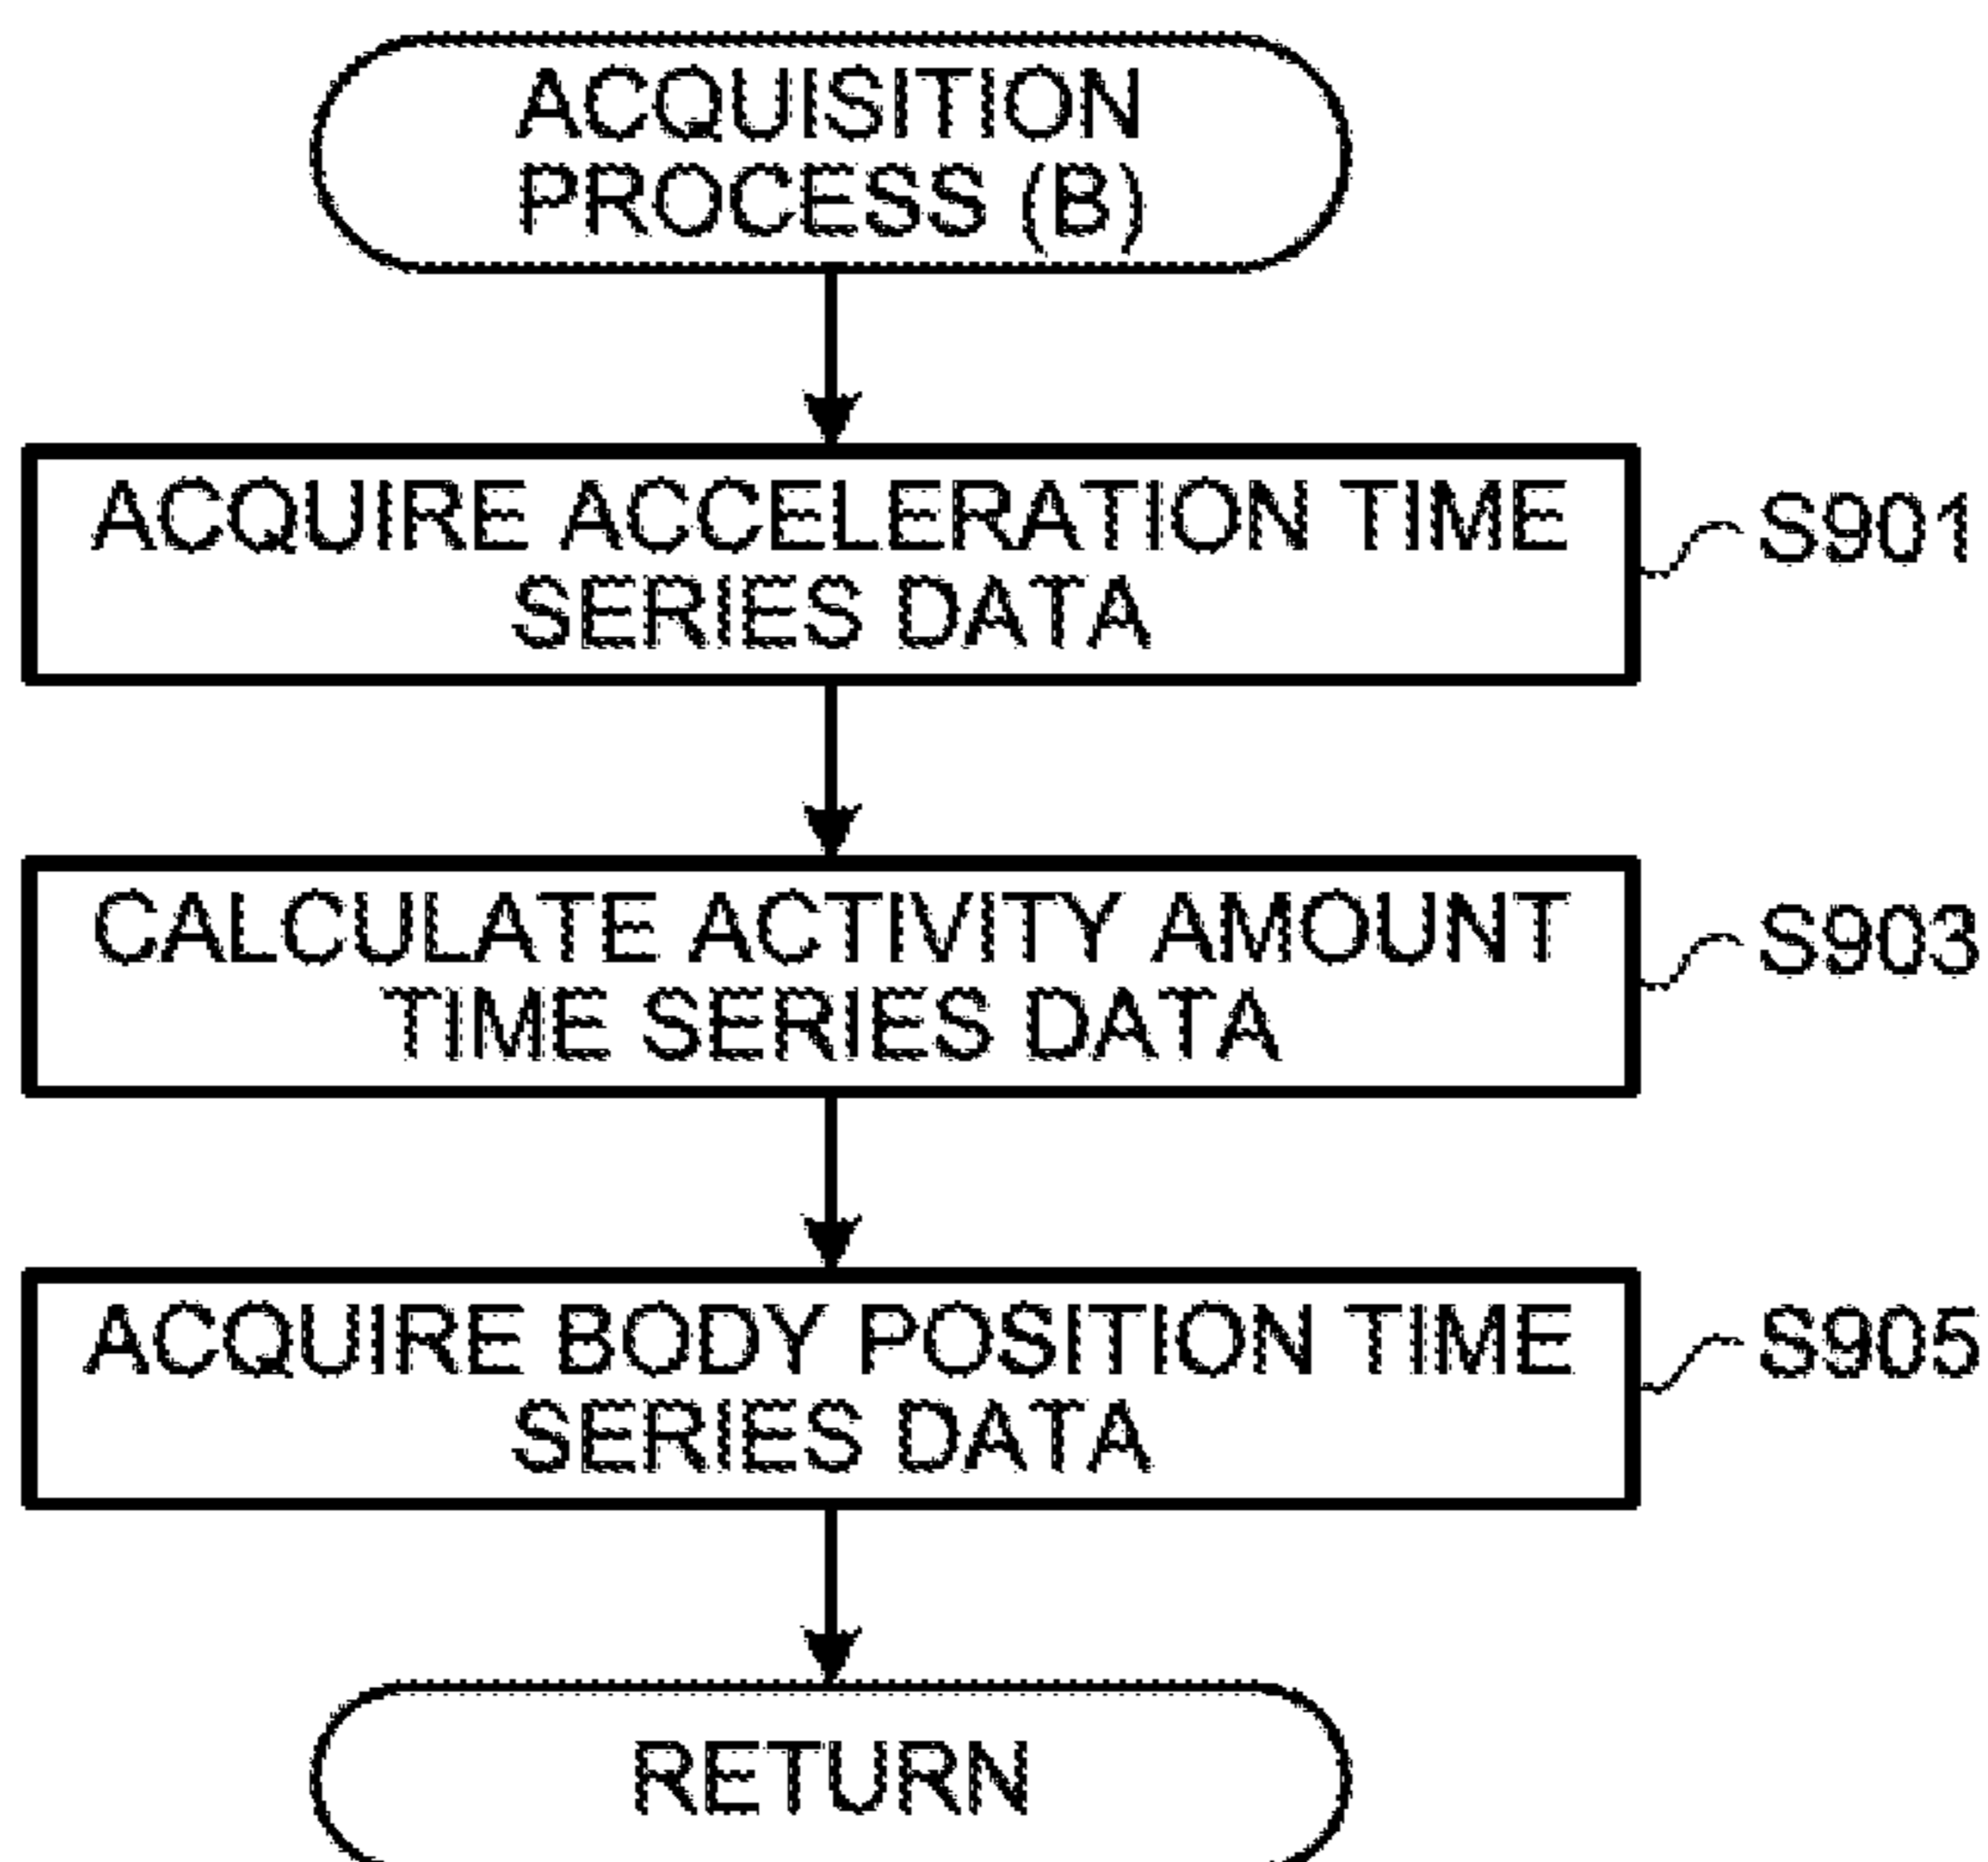 ACQUISITION
PROCESS (B)
ACQUIRE ACCELERATION TIME
SERIES DATA
S901
CALCULATE ACTIVITY AMOUNT
TIME SERIES DATA
S903
ACQUIRE BODY POSITION TIME
SERIES DATA
S905
RETURN